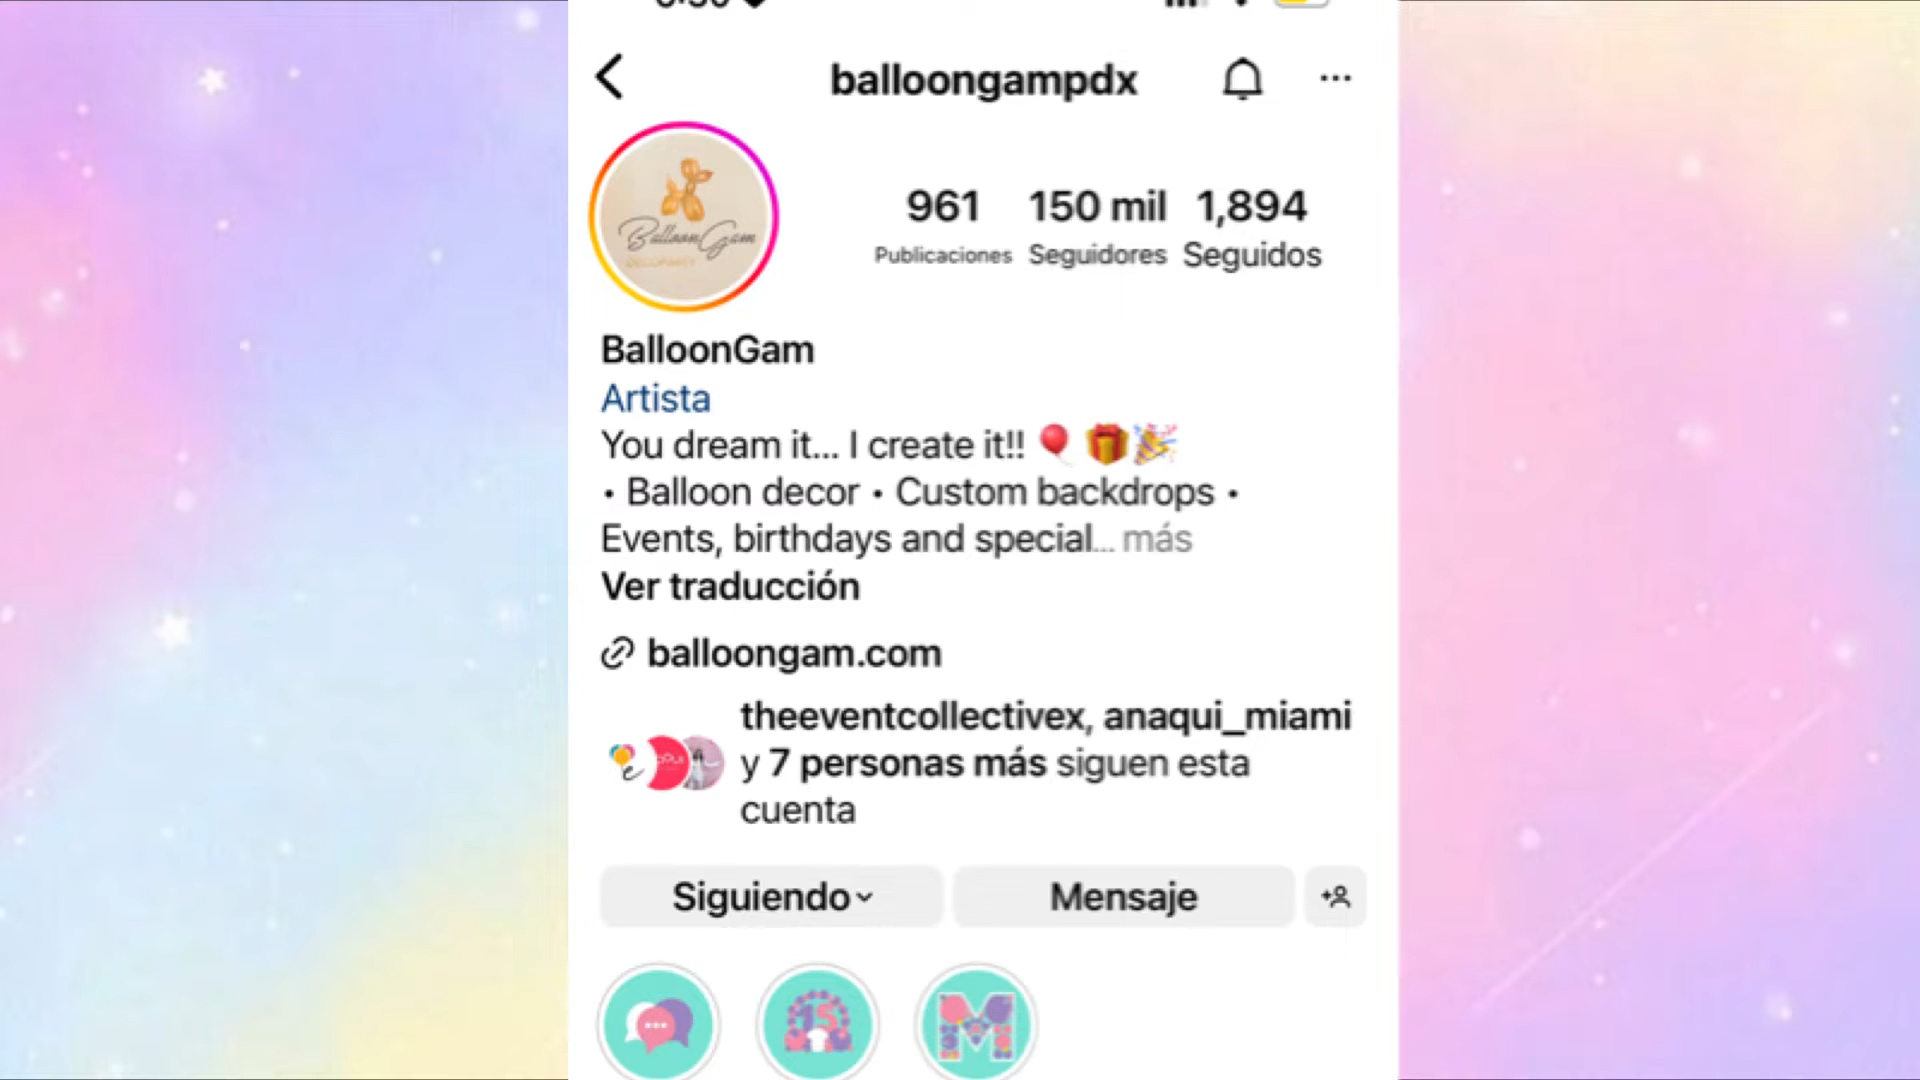 balloongampdx
961 150 mil 1,894
Publicaciones Seguidores Seguidos
BalloonGam
BalloonGam
Artista
You dream it... I create it!! 🎈 🎁 🎉
• Balloon decor • Custom backdrops •
Events, birthdays and special... más
Ver traducción
balloongam.com
theeventcollectivex, anaqui_miami
y 7 personas más siguen esta
cuenta
Siguiendo
Mensaje
15
M